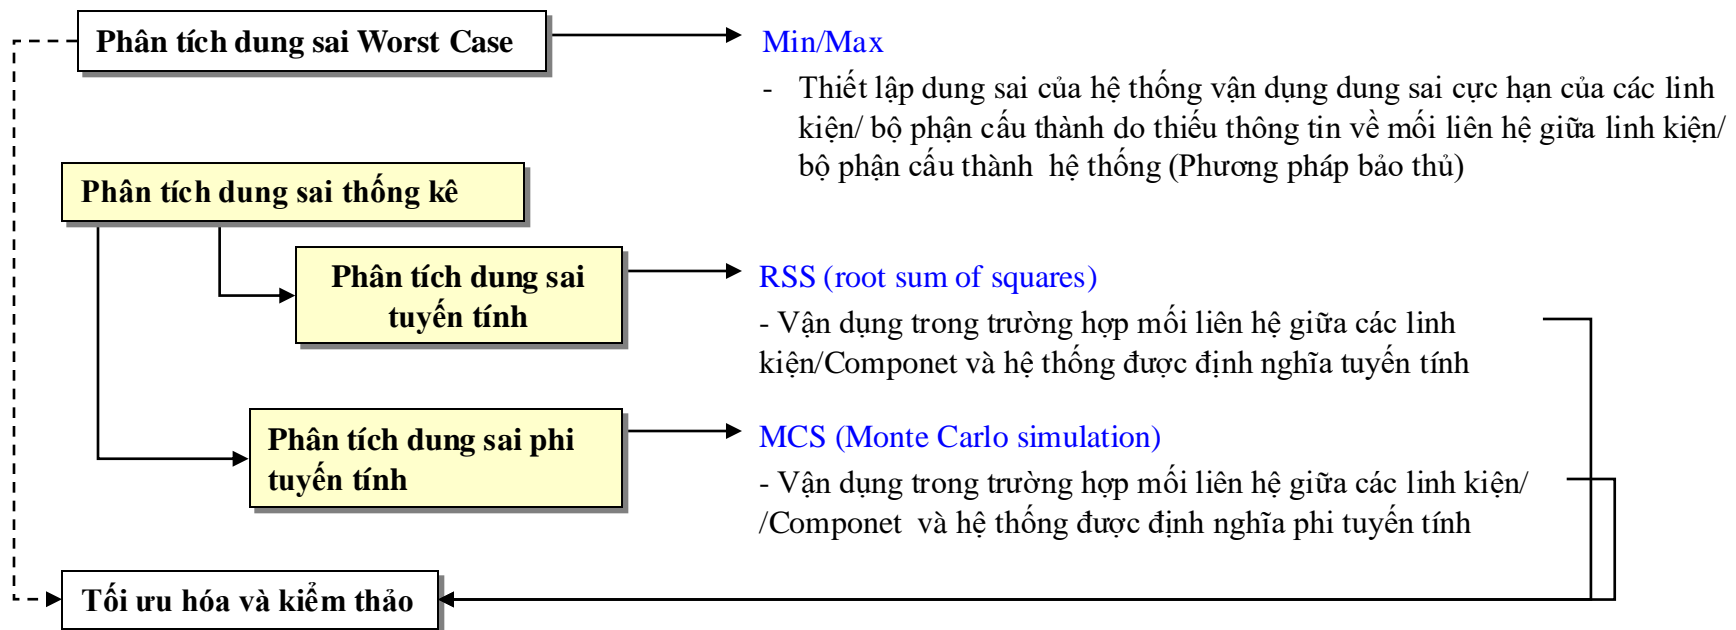 Phân tích dung sai Worst Case
Min/Max
- Thiết lập dung sai của hệ thống vận dụng dung sai cực hạn của các linh
kiện/ bộ phận cấu thành do thiếu thông tin về mối liên hệ giữa linh kiện/
bộ phận cấu thành hệ thống (Phương pháp bảo thủ)
Phân tích dung sai thống kê
Phân tích dung sai
tuyến tính
RSS (root sum of squares)
- Vận dụng trong trường hợp mối liên hệ giữa các linh
kiện/Componet và hệ thống được định nghĩa tuyến tính
Phân tích dung sai phi
tuyến tính
MCS (Monte Carlo simulation)
- Vận dụng trong trường hợp mối liên hệ giữa các linh kiện/
/Componet và hệ thống được định nghĩa phi tuyến tính
Tối ưu hóa và kiểm thảo